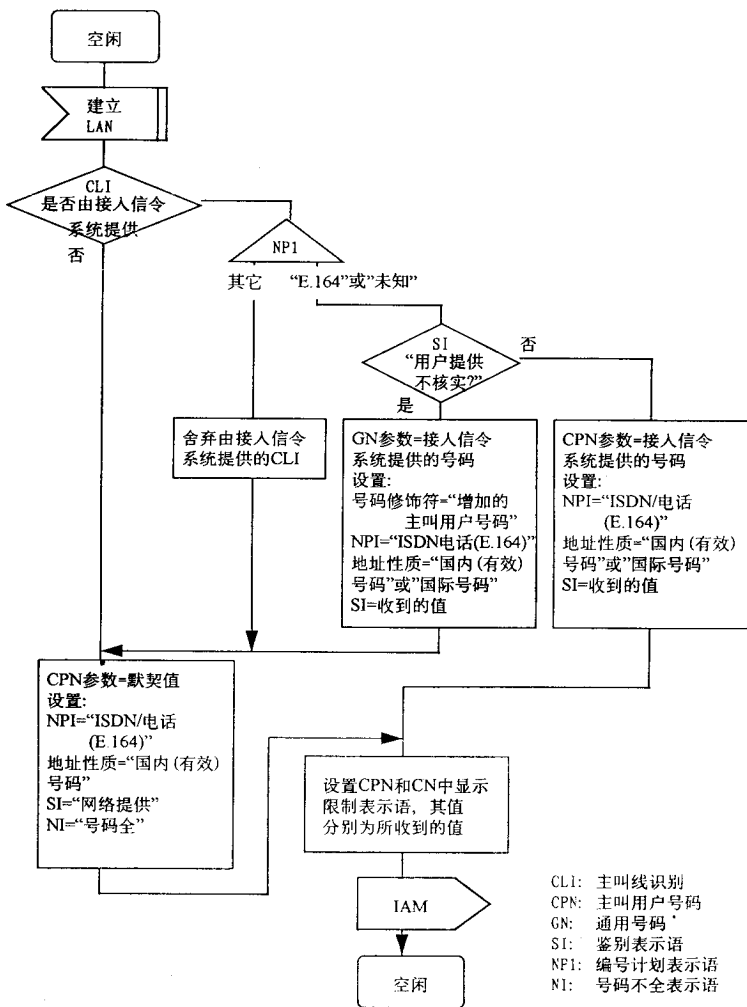 空闲
建立
LAN
CLI
是否由接入信令
系统提供
否
NP1
其它
“E.164”或”未知”
SI
“用户提供
不核实?”
否
是
舍弃由接入信令
系统提供的CLI
GN参数=接入信令
系统提供的号码
设置:
号码修饰符=“增加的
主叫用户号码”
NPI=“ISDN电话(E.164)”
地址性质=“国内(有效)
号码”或”国际号码”
SI=收到的值
CPN参数=接入信令
系统提供的号码
设置:
NPI=“ISDN/电话
(E.164)”
地址性质=“国内(有效)
号码”或”国际号码”
SI=收到的值
CPN参数=默契值
设置:
NPI=“ISDN/电话
(E.164)”
地址性质=“国内(有效)
号码”
SI=“网络提供”
NI=“号码全”
设置CPN和CN中显示
限制表示语，其值
分别为所收到的值
IAM
空闲
CLI: 主叫线识别
CPN: 主叫用户号码
GN: 通用号码
SI: 鉴别表示语
NP1: 编号计划表示语
NI: 号码不全表示语